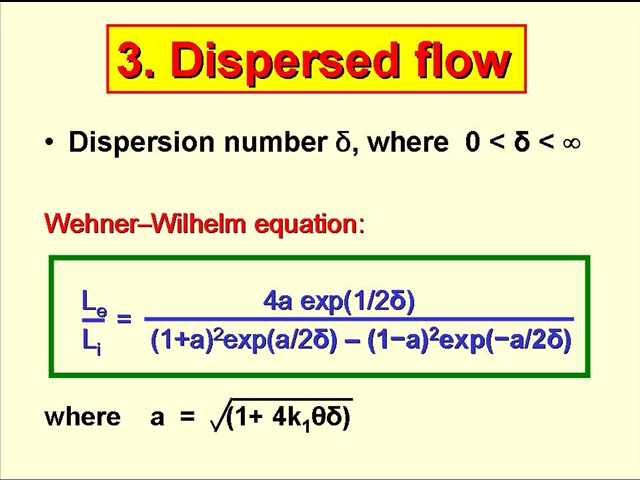 3. Dispersed flow
• Dispersion number δ, where 0 < δ < ∞
Wehner–Wilhelm equation:
Lₑ/Lᵢ = 4a exp(1/2δ) / (1+a)²exp(a/2δ) – (1−a)²exp(−a/2δ)
where a = √(1+ 4k₁θδ)